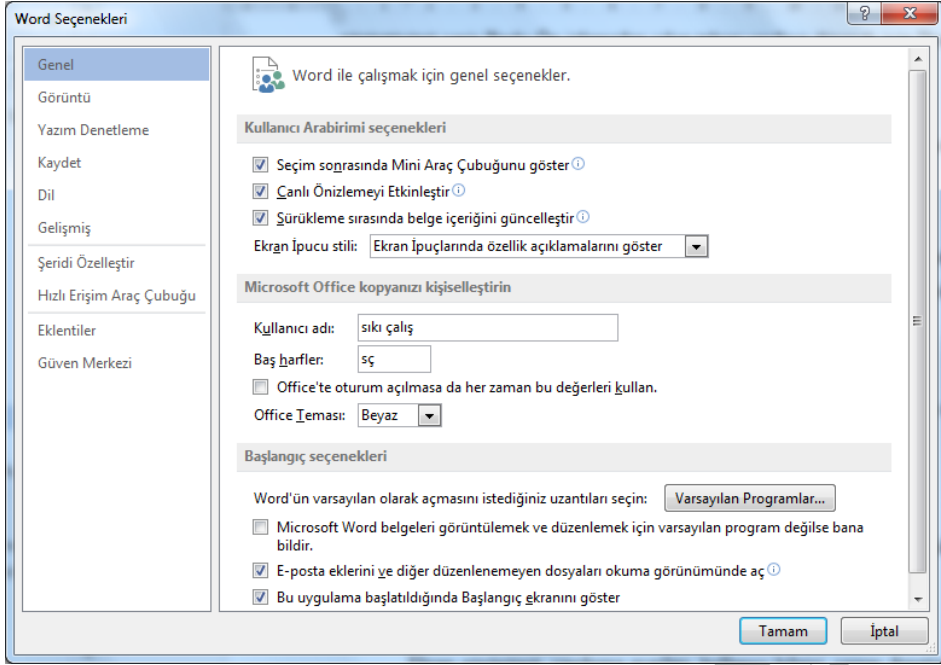 Word Seçenekleri
Genel
Görüntü
Yazım Denetleme
Kaydet
Dil
Gelişmiş
Şeridi Özelleştir
Hızlı Erişim Araç Çubuğu
Eklentiler
Güven Merkezi
Word ile çalışmak için genel seçenekler.
Kullanıcı Arabirimi seçenekleri
Seçim sonrasında Mini Araç Çubuğunu göster
Canlı Önizlemeyi Etkinleştir
Sürükleme sırasında belge içeriğini güncelleştir
Ekran İpucu stili: Ekran İpuçlarında özellik açıklamalarını göster
Microsoft Office kopyanızı kişiselleştirin
Kullanıcı adı: sıkı çalış
Baş harfler: sç
Office'te oturum açılmasa da her zaman bu değerleri kullan.
Office Teması: Beyaz
Başlangıç seçenekleri
Word'ün varsayılan olarak açmasını istediğiniz uzantıları seçin: Varsayılan Programlar...
Microsoft Word belgeleri görüntülemek ve düzenlemek için varsayılan program değilse bana
bildir.
E-posta eklerini ve diğer düzenlenemeyen dosyaları okuma görünümünde aç
Bu uygulama başlatıldığında Başlangıç ekranını göster
Tamam İptal